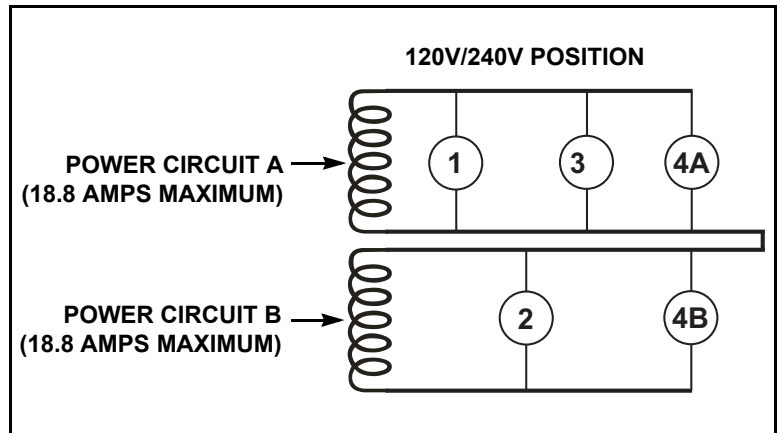 120V/240V POSITION
POWER CIRCUIT A
(18.8 AMPS MAXIMUM)
1
3
4A
POWER CIRCUIT B
(18.8 AMPS MAXIMUM)
2
4B